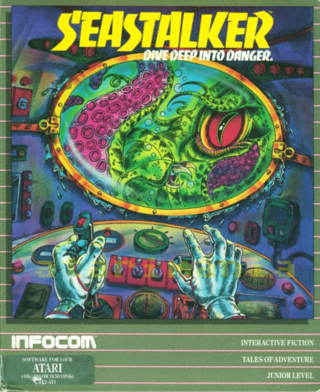 SEASTALKER
DIVE DEEP INTO DANGER.
INFOCOM
INTERACTIVE FICTION
TALES OF ADVENTURE
JUNIOR LEVEL
SOFTWARE FOR YOUR
ATARI